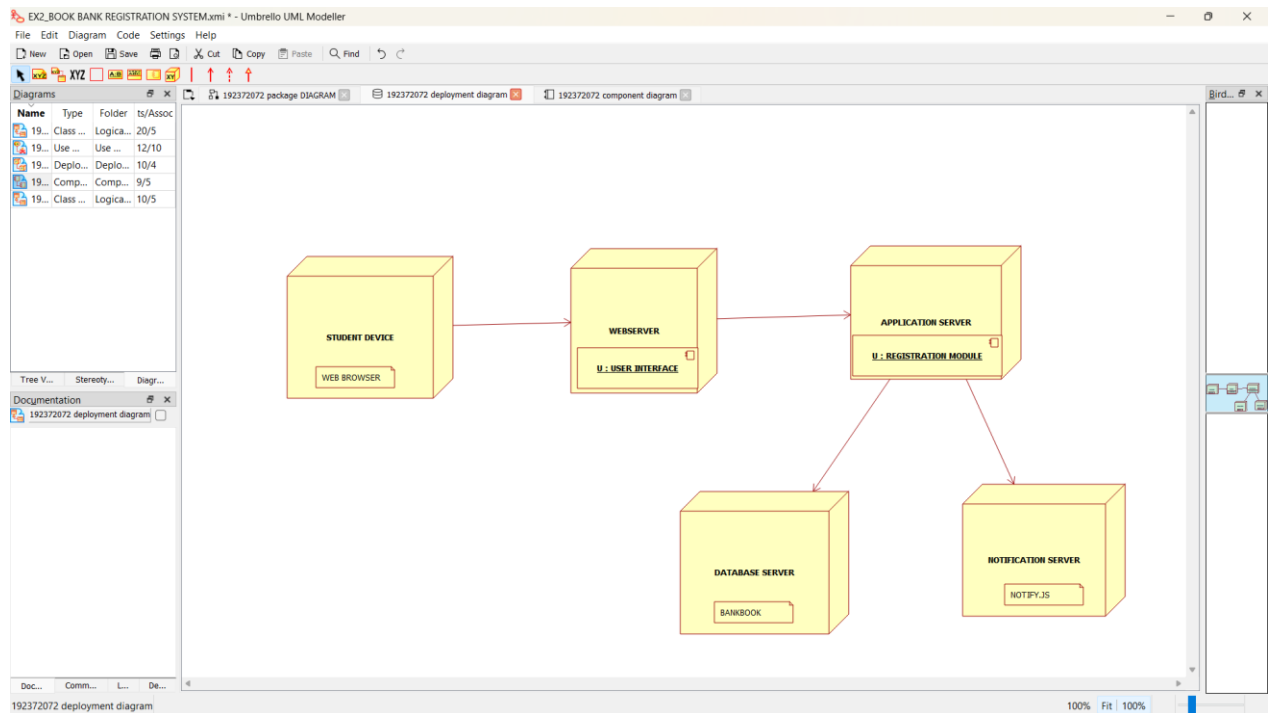 EX2_BOOK BANK REGISTRATION SYSTEM.xmi * - Umbrello UML Modeller
File Edit Diagram Code Settings Help
New Open Save Cut Copy Paste Find
XYZ XYZ A:B XY
Diagrams
192372072 package DIAGRAM 192372072 deployment diagram 192372072 component diagram
Bird...
Name Type Folder ts/Assoc
19... Class ... Logica... 20/5
19... Use ... Use ... 12/10
19... Deplo... Deplo... 10/4
19... Comp... Comp... 9/5
19... Class ... Logica... 10/5
STUDENT DEVICE
WEB BROWSER
WEBSERVER
U : USER INTERFACE
APPLICATION SERVER
U : REGISTRATION MODULE
Tree V... Stereoty... Diagr...
Documentation
192372072 deployment diagram
DATABASE SERVER
BANKBOOK
NOTIFICATION SERVER
NOTIFY.JS
Doc... Comm... L... De...
192372072 deployment diagram
100% Fit 100%